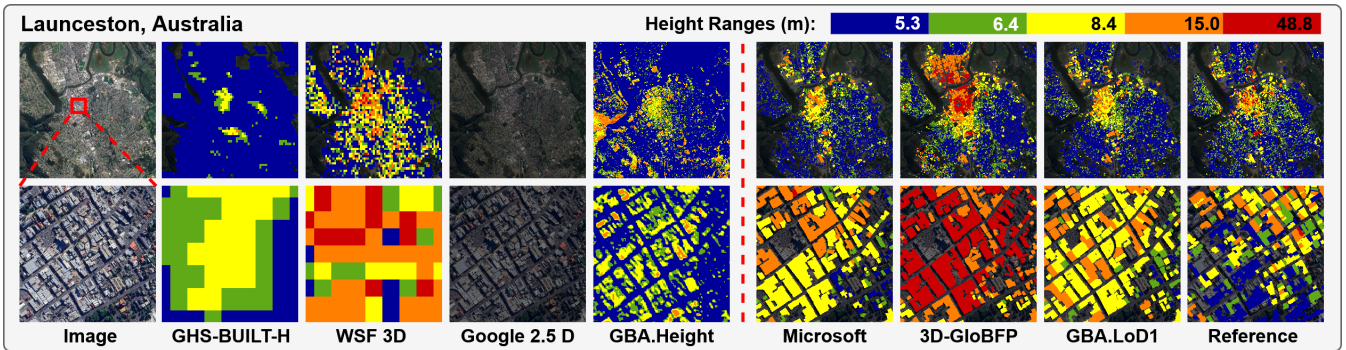 Launceston, Australia
Height Ranges (m): 5.3 6.4 8.4 15.0 48.8
Image GHS-BUILT-H WSF 3D Google 2.5 D GBA.Height Microsoft 3D-GloBFP GBA.LoD1 Reference